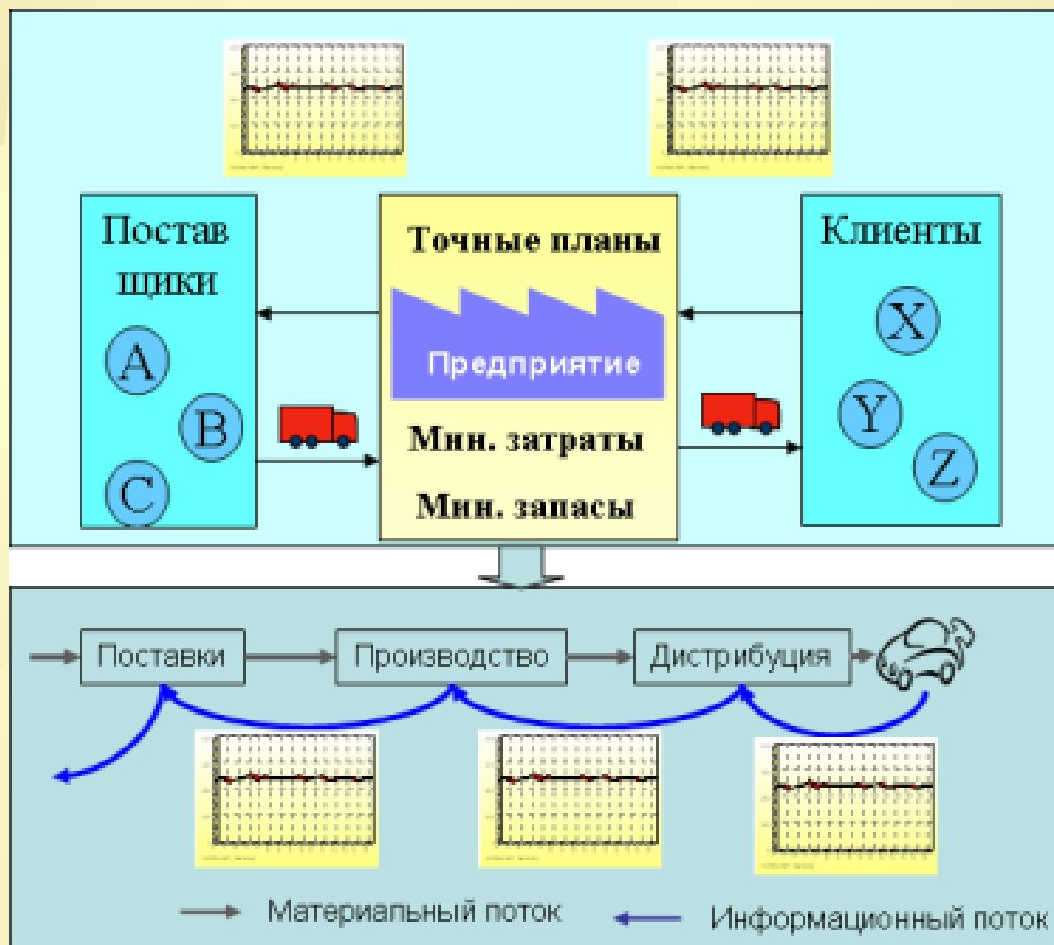 Постав
щики
A
B
C
Точные планы
Предприятие
Мин. затраты
Мин. запасы
Клиенты
X
Y
Z
Поставки
Производство
Дистрибуция
Материальный поток
Информационный поток